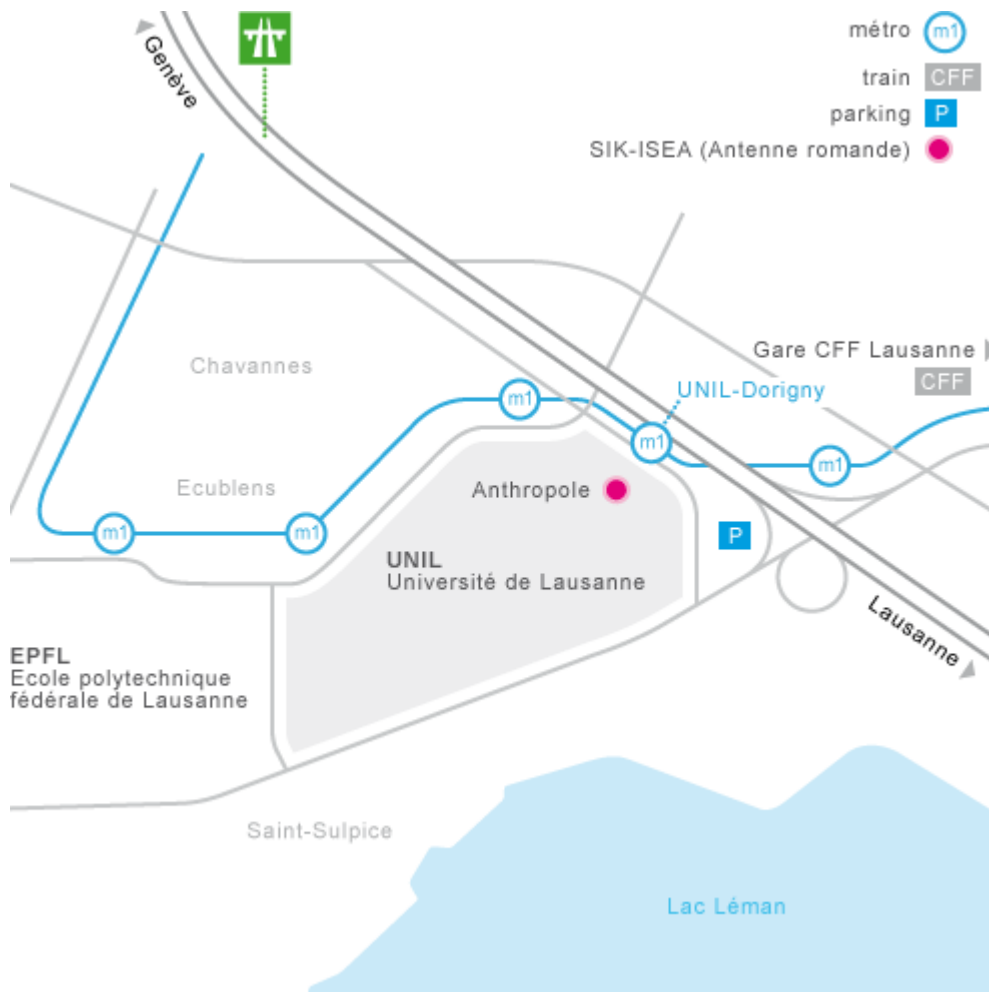 Genève
métro m1
train CFF
parking P
SIK-ISEA (Antenne romande)
Gare CFF Lausanne
CFF
Chavannes
UNIL-Dorigny
m1
m1
m1
Ecublens
Anthropole
m1
m1
P
UNIL
Université de Lausanne
Lausanne
EPFL
Ecole polytechnique
fédérale de Lausanne
Saint-Sulpice
Lac Léman